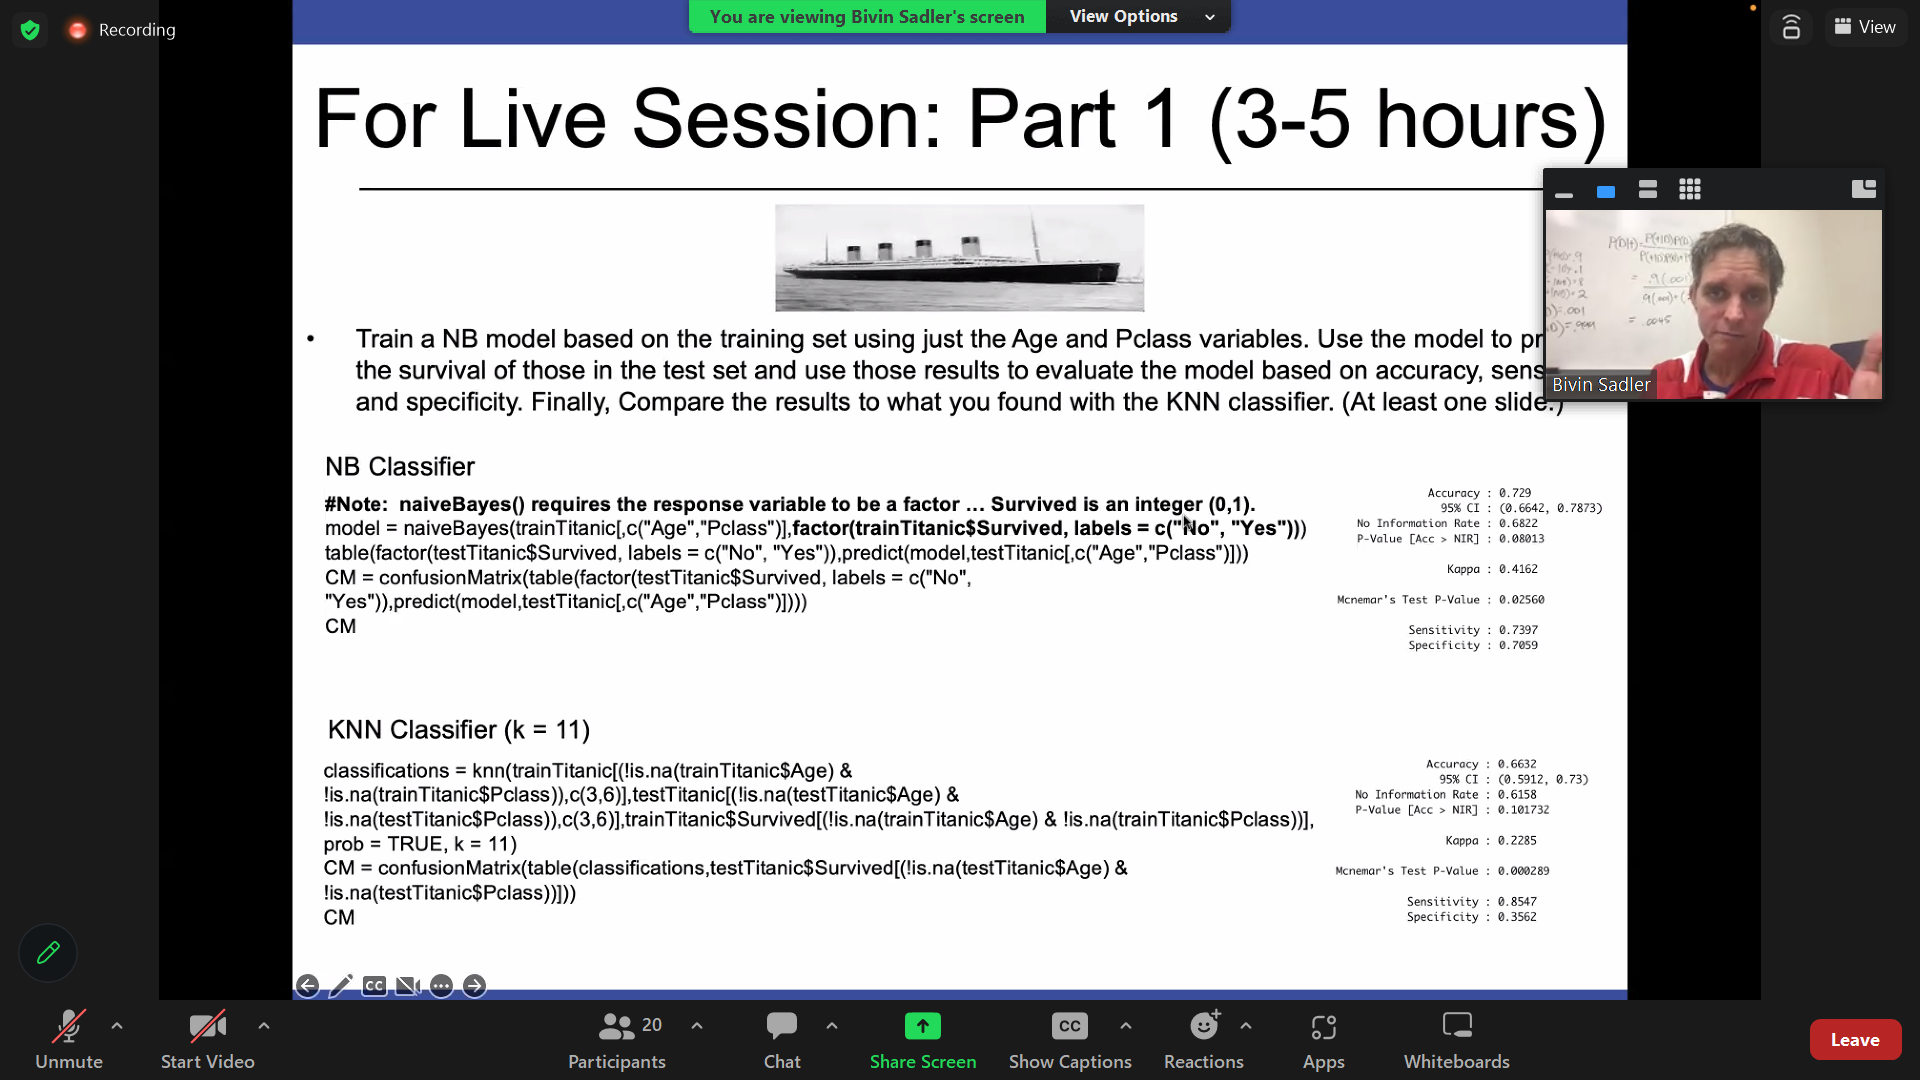 Recording
You are viewing Bivin Sadler's screen
View Options
View
For Live Session: Part 1 (3-5 hours)
• Train a NB model based on the training set using just the Age and Pclass variables. Use the model to pr
the survival of those in the test set and use those results to evaluate the model based on accuracy, sens
and specificity. Finally, Compare the results to what you found with the KNN classifier. (At least one slide.)
Bivin Sadler
NB Classifier
#Note: naiveBayes() requires the response variable to be a factor ... Survived is an integer (0,1).
model = naiveBayes(trainTitanic[,c("Age","Pclass")],factor(trainTitanic$Survived, labels = c("No", "Yes")))
table(factor(testTitanic$Survived, labels = c("No", "Yes")),predict(model,testTitanic[,c("Age","Pclass")]))
CM = confusionMatrix(table(factor(testTitanic$Survived, labels = c("No",
"Yes")),predict(model,testTitanic[,c("Age","Pclass")])))
CM
Accuracy : 0.729
95% CI : (0.6642, 0.7873)
No Information Rate : 0.6822
P-Value [Acc > NIR] : 0.08013
Kappa : 0.4162
Mcnemar's Test P-Value : 0.02560
Sensitivity : 0.7397
Specificity : 0.7059
KNN Classifier (k = 11)
classifications = knn(trainTitanic[(!is.na(trainTitanic$Age) &
!is.na(trainTitanic$Pclass)),c(3,6)],testTitanic[(!is.na(testTitanic$Age) &
!is.na(testTitanic$Pclass)),c(3,6)],trainTitanic$Survived[(!is.na(trainTitanic$Age) & !is.na(trainTitanic$Pclass))],
prob = TRUE, k = 11)
CM = confusionMatrix(table(classifications,testTitanic$Survived[(!is.na(testTitanic$Age) &
!is.na(testTitanic$Pclass))]))
CM
Accuracy : 0.6632
95% CI : (0.5912, 0.73)
No Information Rate : 0.6158
P-Value [Acc > NIR] : 0.101732
Kappa : 0.2285
Mcnemar's Test P-Value : 0.000289
Sensitivity : 0.8547
Specificity : 0.3562
CC
Unmute
Start Video
20
Participants
Chat
Share Screen
CC
Show Captions
Reactions
Apps
Whiteboards
Leave